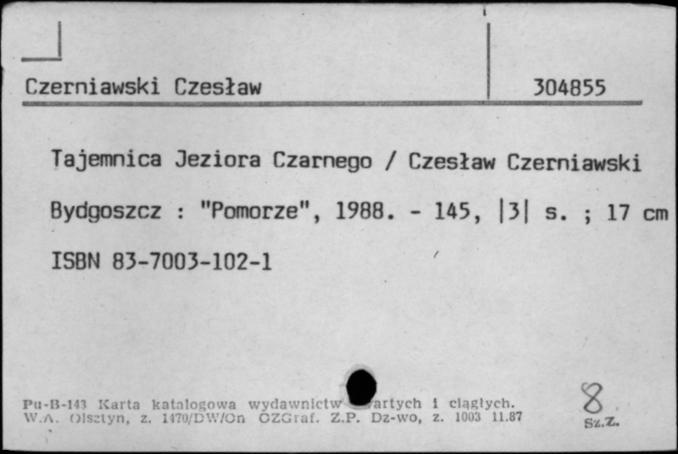 Czerniawski Czesław 304855
Tajemnica Jeziora Czarnego / Czesław Czerniawski
Bydgoszcz : "Pomorze", 1988. - 145, |3| s. ; 17 cm
ISBN 83-7003-102-1
Pu-B-143 Karta katalogowa wydawnictw wartych i ciągłych.
W.A. Olsztyn, z. 1470/DW/On OZGraf. Z.P. Dz-wo, z. 1003 11.87
8
Sz.Z.